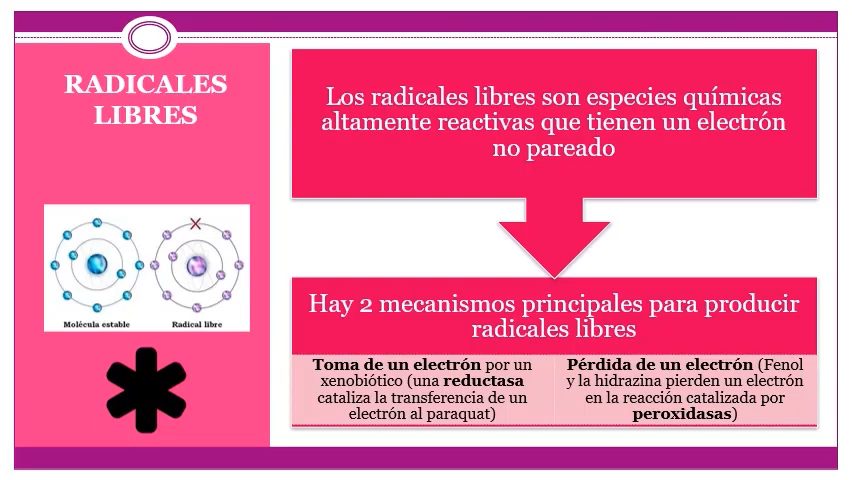 RADICALES
LIBRES
Los radicales libres son especies químicas
altamente reactivas que tienen un electrón
no pareado
Molécula estable
Radical libre
Hay 2 mecanismos principales para producir
radicales libres
Toma de un electrón por un
xenobiótico (una reductasa
cataliza la transferencia de un
electrón al paraquat)
Pérdida de un electrón (Fenol
y la hidrazina pierden un electrón
en la reacción catalizada por
peroxidasas)